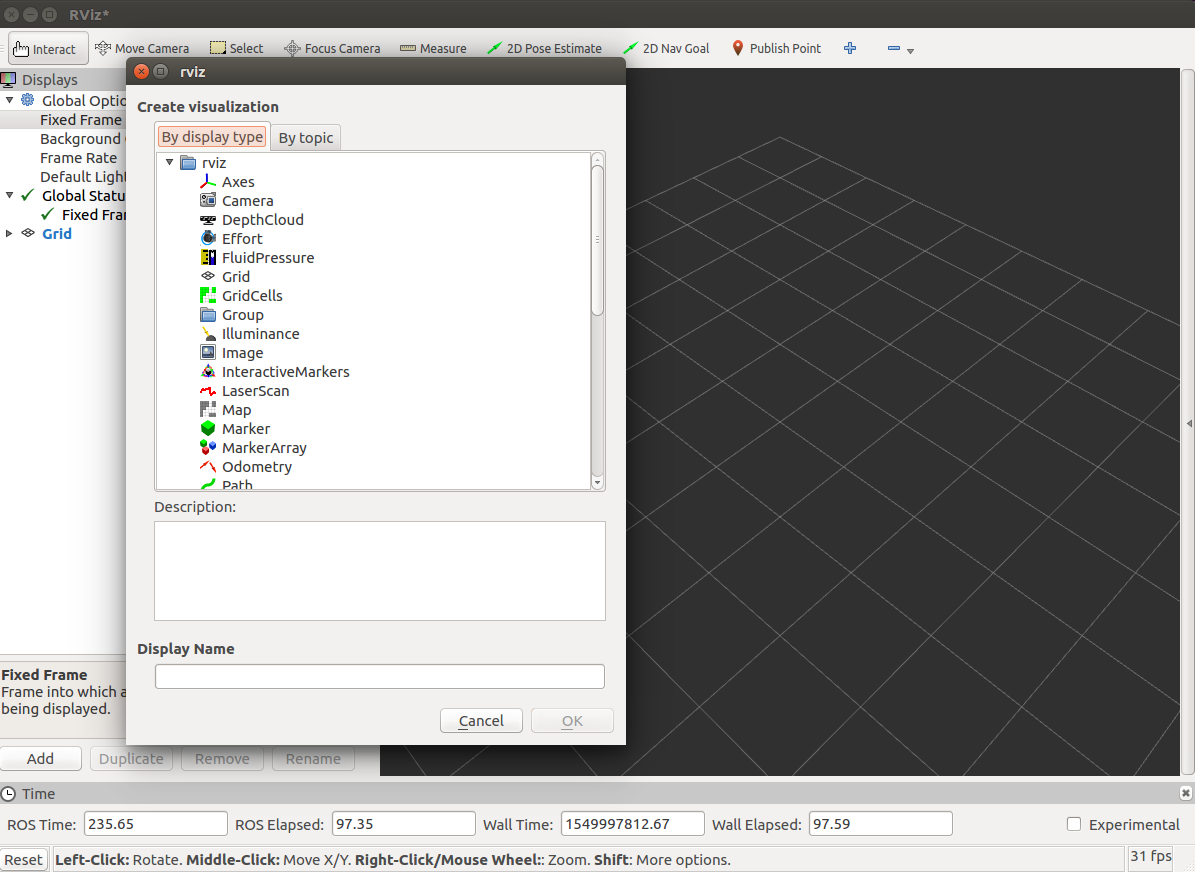 RViz*
Interact Move Camera Select Focus Camera Measure 2D Pose Estimate 2D Nav Goal Publish Point
Displays
Global Optio
Fixed Frame
Background
Frame Rate
Default Light
Global Statu
Fixed Fran
Grid
rviz
Create visualization
By display type By topic
rviz
Axes
Camera
DepthCloud
Effort
FluidPressure
Grid
GridCells
Group
Illuminance
Image
InteractiveMarkers
LaserScan
Map
Marker
MarkerArray
Odometry
Path
Description:
Display Name
Cancel OK
Fixed Frame
Frame into which a
being displayed.
Add Duplicate Remove Rename
Time
ROS Time: 235.65 ROS Elapsed: 97.35 Wall Time: 1549997812.67 Wall Elapsed: 97.59 Experimental
Reset Left-Click: Rotate. Middle-Click: Move X/Y. Right-Click/Mouse Wheel:: Zoom. Shift: More options. 31 fps